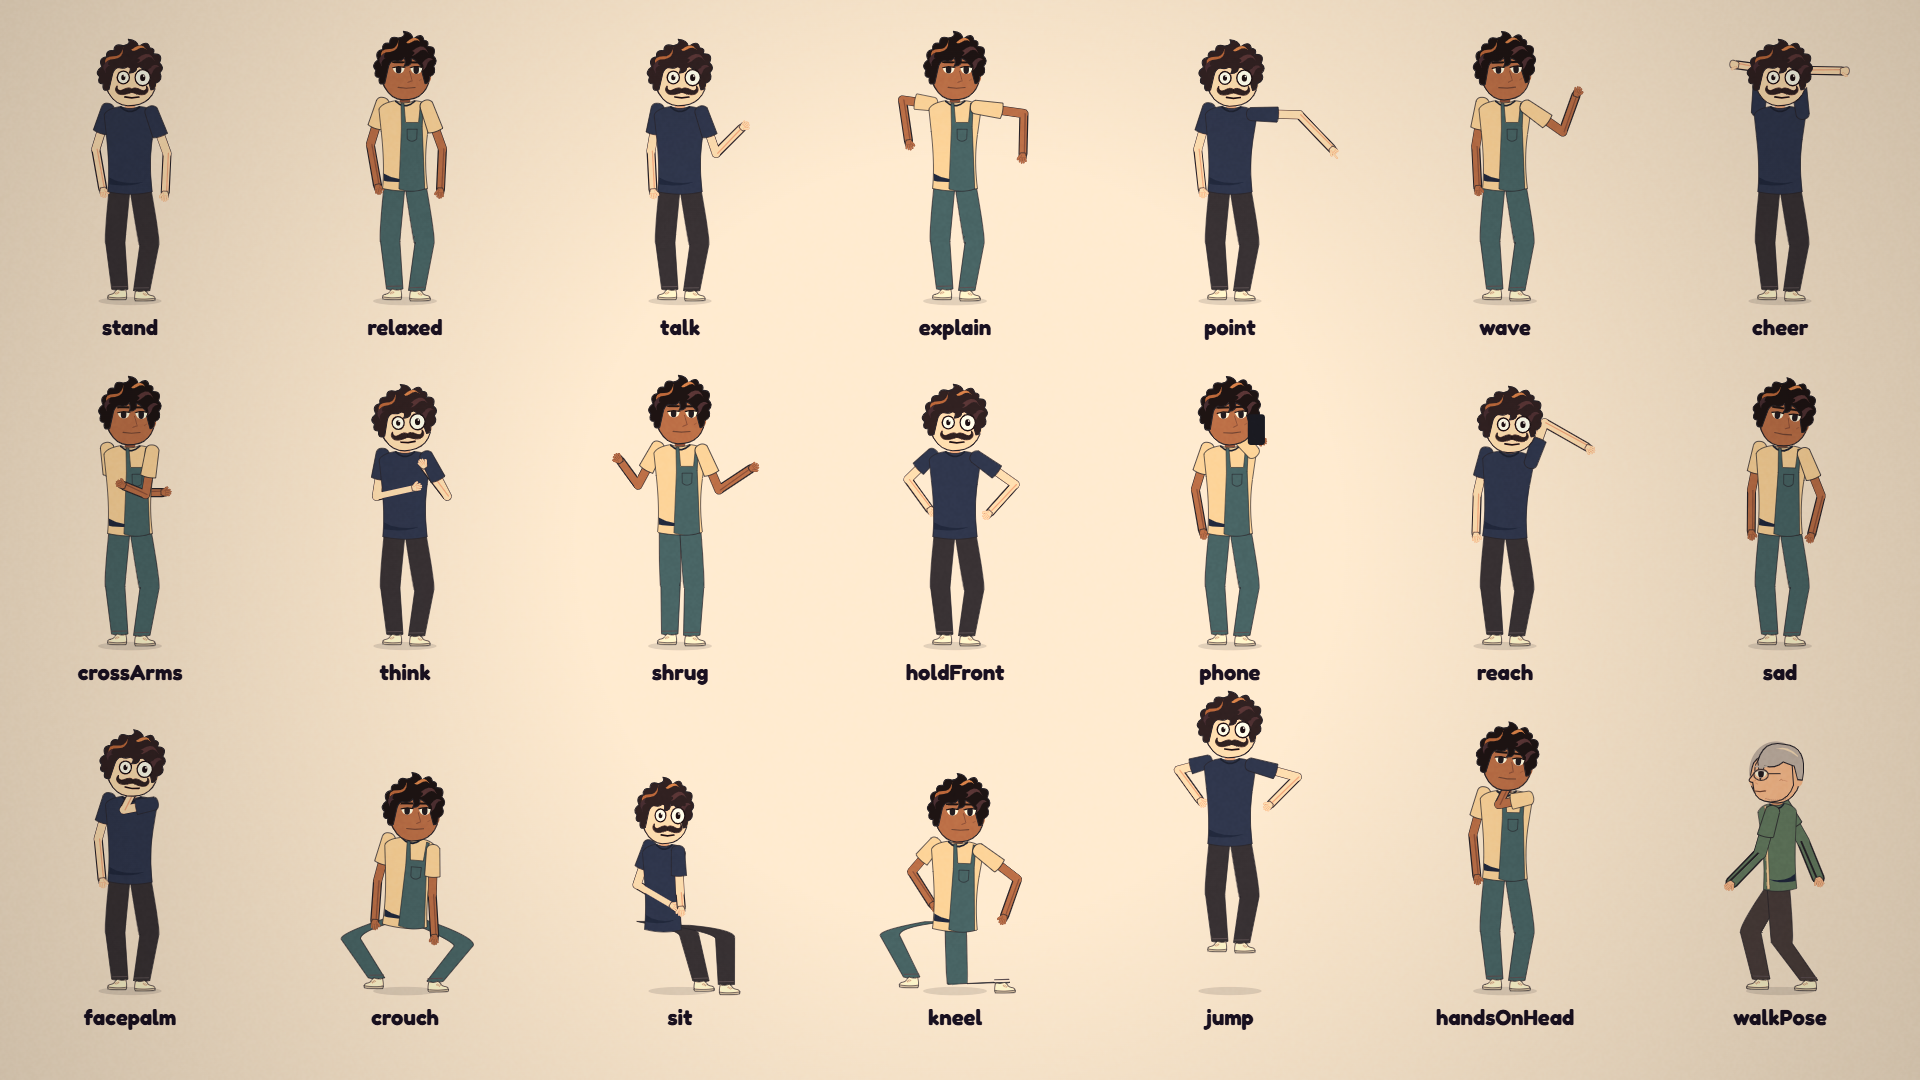 stand
relaxed
talk
explain
point
wave
cheer
crossArms
think
shrug
holdFront
phone
reach
sad
facepalm
crouch
sit
kneel
jump
handsOnHead
walkPose